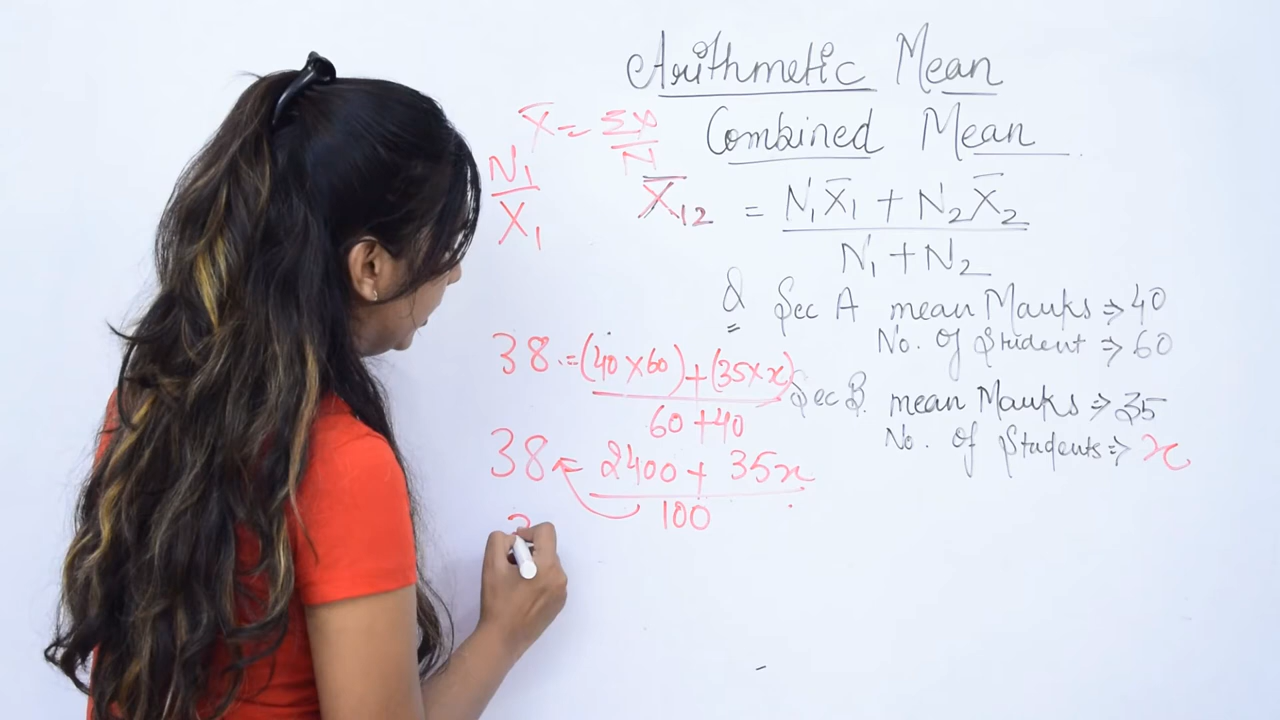 Arithmetic Mean
Combined Mean
X̄ = ΣX / N
N₁ / X₁
X̄₁₂ = N₁X̄₁ + N₂X̄₂ / N₁ + N₂
Q Sec A mean Marks ⇒ 40
No. Of Student ⇒ 60
Sec B. mean Marks ⇒ 35
No. Of Students ⇒ x
38 = (40 × 60) + (35 × x) / 60 + 40
38 = 2400 + 35x / 100
3